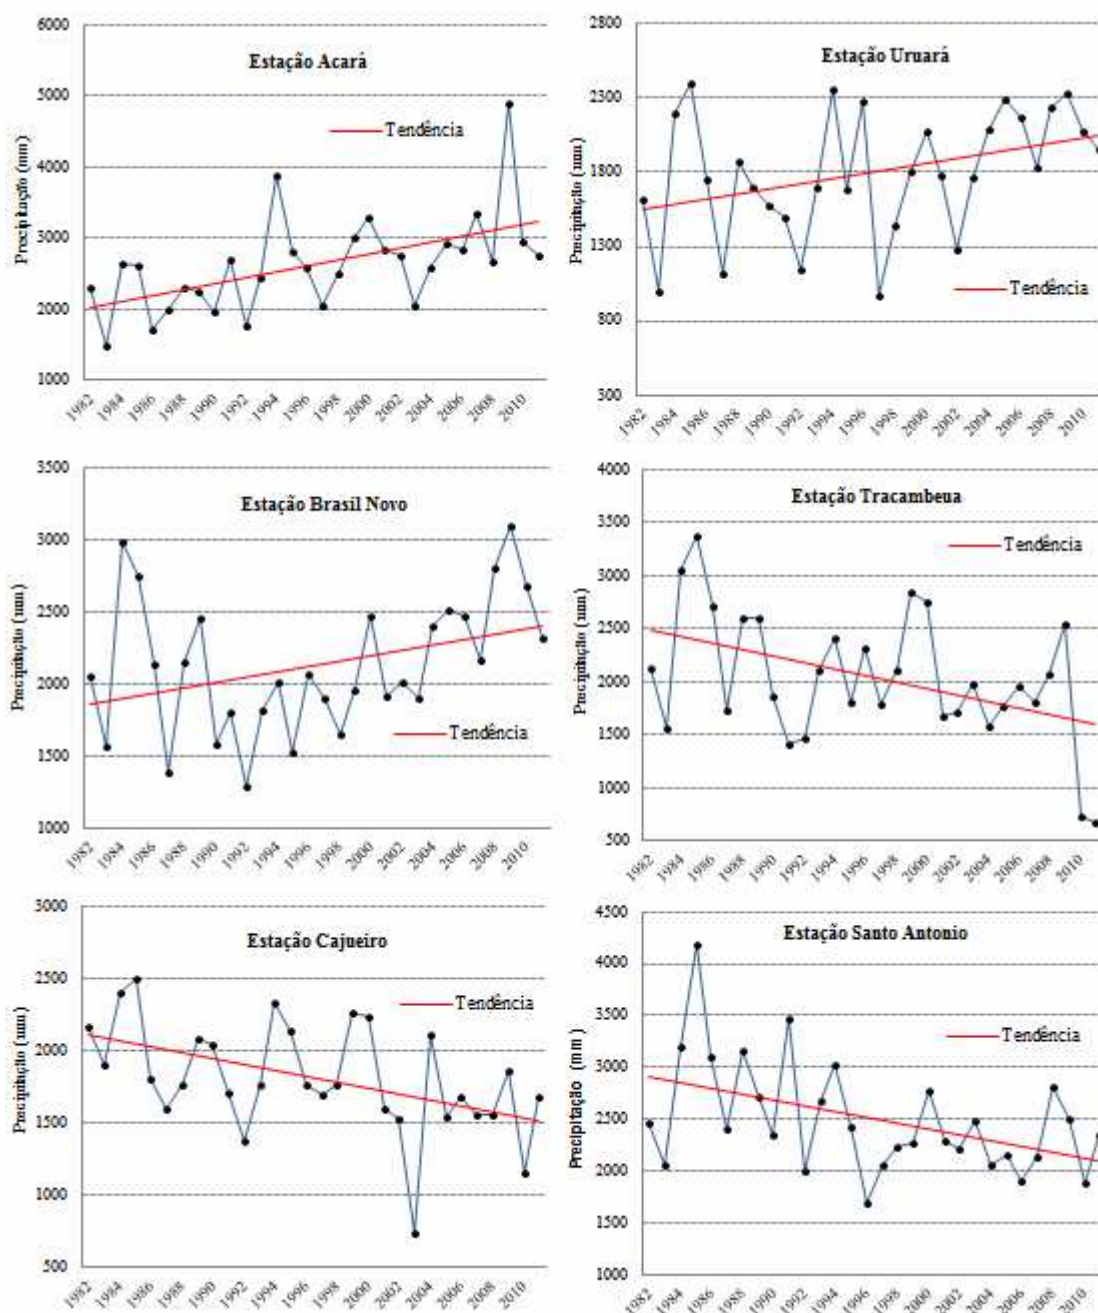 Estação Acará
Precipitação (mm)
6000
5000
4000
3000
2000
1000
Tendência
1982 1984 1986 1988 1990 1992 1994 1996 1998 2000 2002 2004 2006 2008 2010
Estação Uruará
Precipitação (mm)
2800
2300
1800
1300
800
300
Tendência
1982 1984 1986 1988 1990 1992 1994 1996 1998 2000 2002 2004 2006 2008 2010
Estação Brasil Novo
Precipitação (mm)
3500
3000
2500
2000
1500
1000
Tendência
1982 1984 1986 1988 1990 1992 1994 1996 1998 2000 2002 2004 2006 2008 2010
Estação Tracambeua
Precipitação (mm)
4000
3500
3000
2500
2000
1500
1000
500
Tendência
1982 1984 1986 1988 1990 1992 1994 1996 1998 2000 2002 2004 2006 2008 2010
Estação Cajueiro
Precipitação (mm)
3000
2500
2000
1500
1000
500
Tendência
1982 1984 1986 1988 1990 1992 1994 1996 1998 2000 2002 2004 2006 2008 2010
Estação Santo Antonio
Precipitação (mm)
4500
4000
3500
3000
2500
2000
1500
1000
Tendência
1982 1984 1986 1988 1990 1992 1994 1996 1998 2000 2002 2004 2006 2008 2010